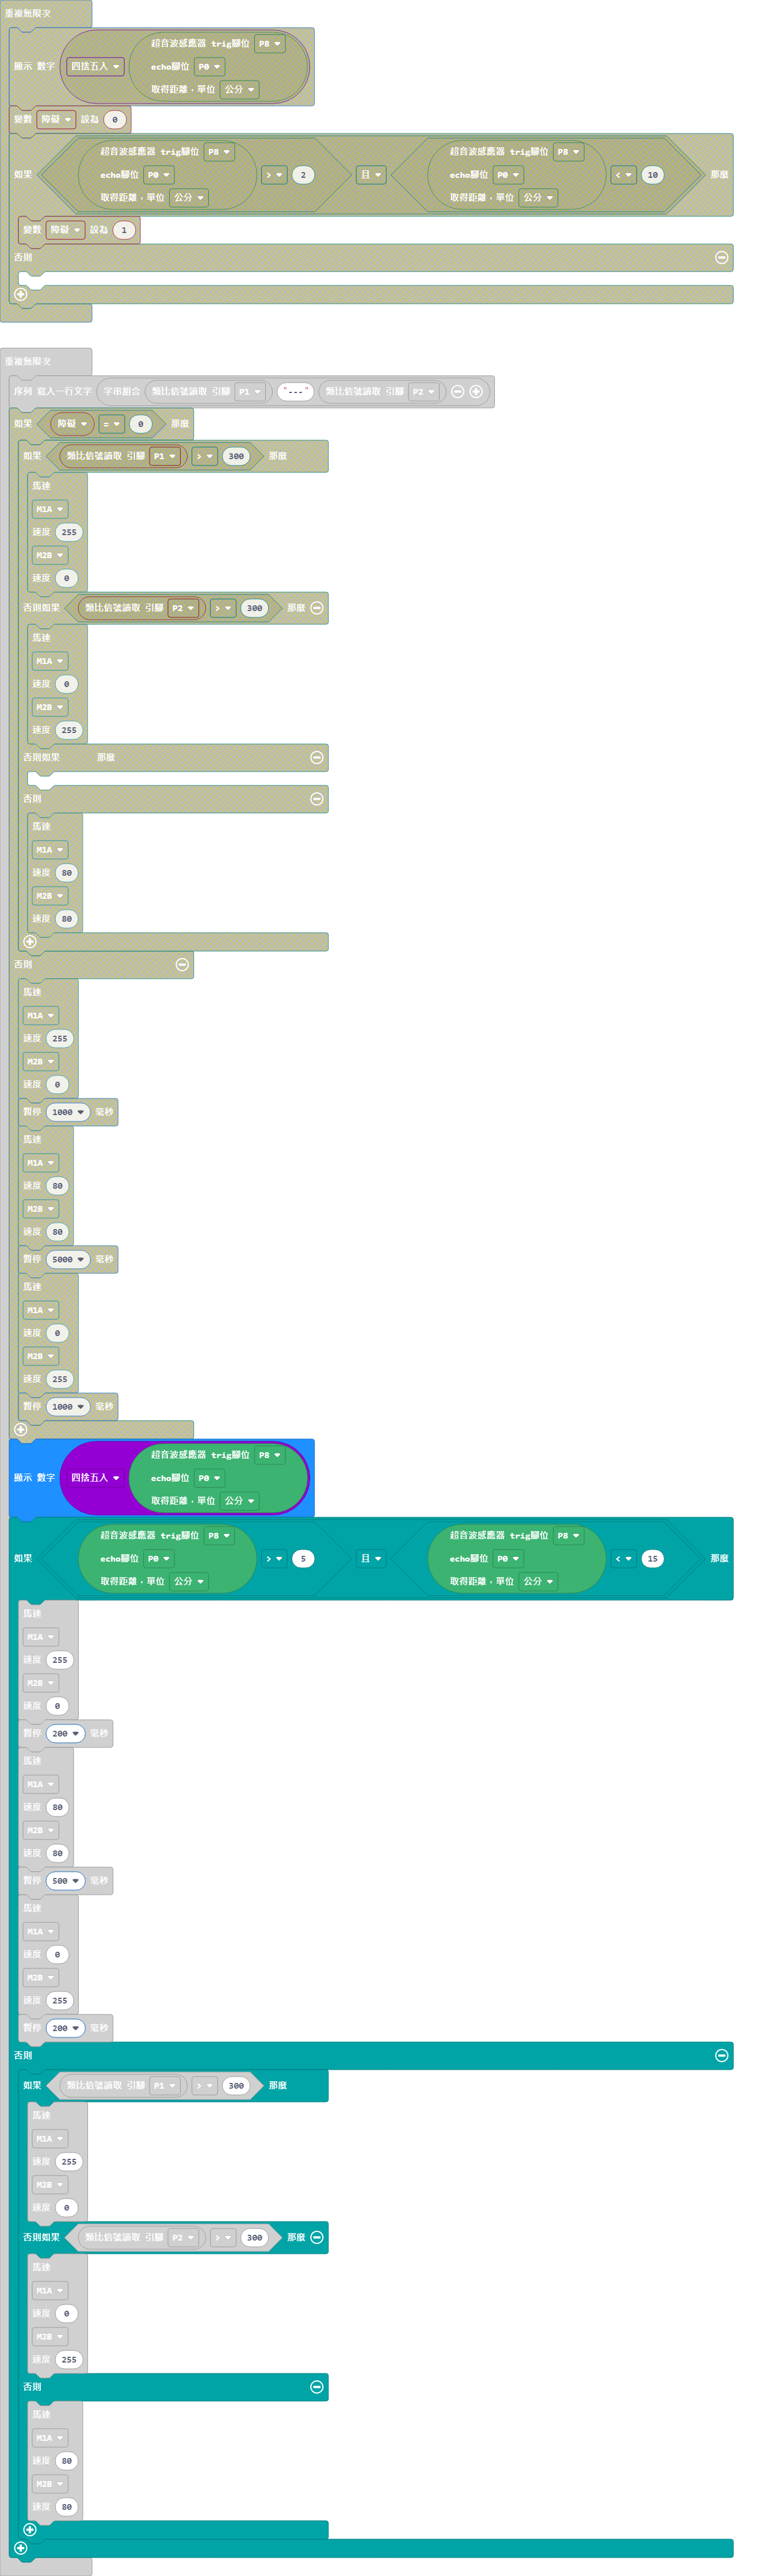 重複無限次
超音波感應器 trig腳位 P8
顯示 數字 四捨五入 echo腳位 P0
取得距離，單位 公分
變數 障礙 設為 0
超音波感應器 trig腳位 P8 超音波感應器 trig腳位 P8
如果 echo腳位 P0 > 2 且 echo腳位 P0 < 10 那麼
取得距離，單位 公分 取得距離，單位 公分
變數 障礙 設為 1
否則
重複無限次
序列 寫入一行文字 字串組合 類比信號讀取 引腳 P1 "---" 類比信號讀取 引腳 P2
如果 障礙 = 0 那麼
如果 類比信號讀取 引腳 P1 > 300 那麼
馬達
M1A
速度 255
M2B
速度 0
否則如果 類比信號讀取 引腳 P2 > 300 那麼
馬達
M1A
速度 0
M2B
速度 255
否則如果 那麼
否則
馬達
M1A
速度 80
M2B
速度 80
否則
馬達
M1A
速度 255
M2B
速度 0
暫停 1000 毫秒
馬達
M1A
速度 80
M2B
速度 80
暫停 5000 毫秒
馬達
M1A
速度 0
M2B
速度 255
暫停 1000 毫秒
超音波感應器 trig腳位 P8
顯示 數字 四捨五入 echo腳位 P0
取得距離，單位 公分
超音波感應器 trig腳位 P8 超音波感應器 trig腳位 P8
如果 echo腳位 P0 > 5 且 echo腳位 P0 < 15 那麼
取得距離，單位 公分 取得距離，單位 公分
馬達
M1A
速度 255
M2B
速度 0
暫停 200 毫秒
馬達
M1A
速度 80
M2B
速度 80
暫停 500 毫秒
馬達
M1A
速度 0
M2B
速度 255
暫停 200 毫秒
否則
如果 類比信號讀取 引腳 P1 > 300 那麼
馬達
M1A
速度 255
M2B
速度 0
否則如果 類比信號讀取 引腳 P2 > 300 那麼
馬達
M1A
速度 0
M2B
速度 255
否則
馬達
M1A
速度 80
M2B
速度 80